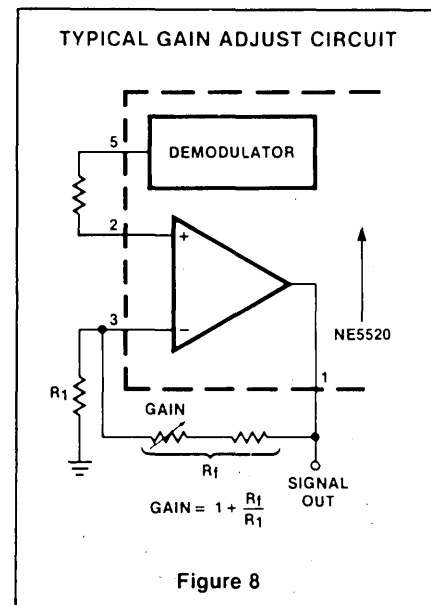 TYPICAL GAIN ADJUST CIRCUIT
5
DEMODULATOR
2
+
3
−
NE5520
1
R1
GAIN
Rf
SIGNAL
OUT
GAIN = 1 + Rf/R1
Figure 8